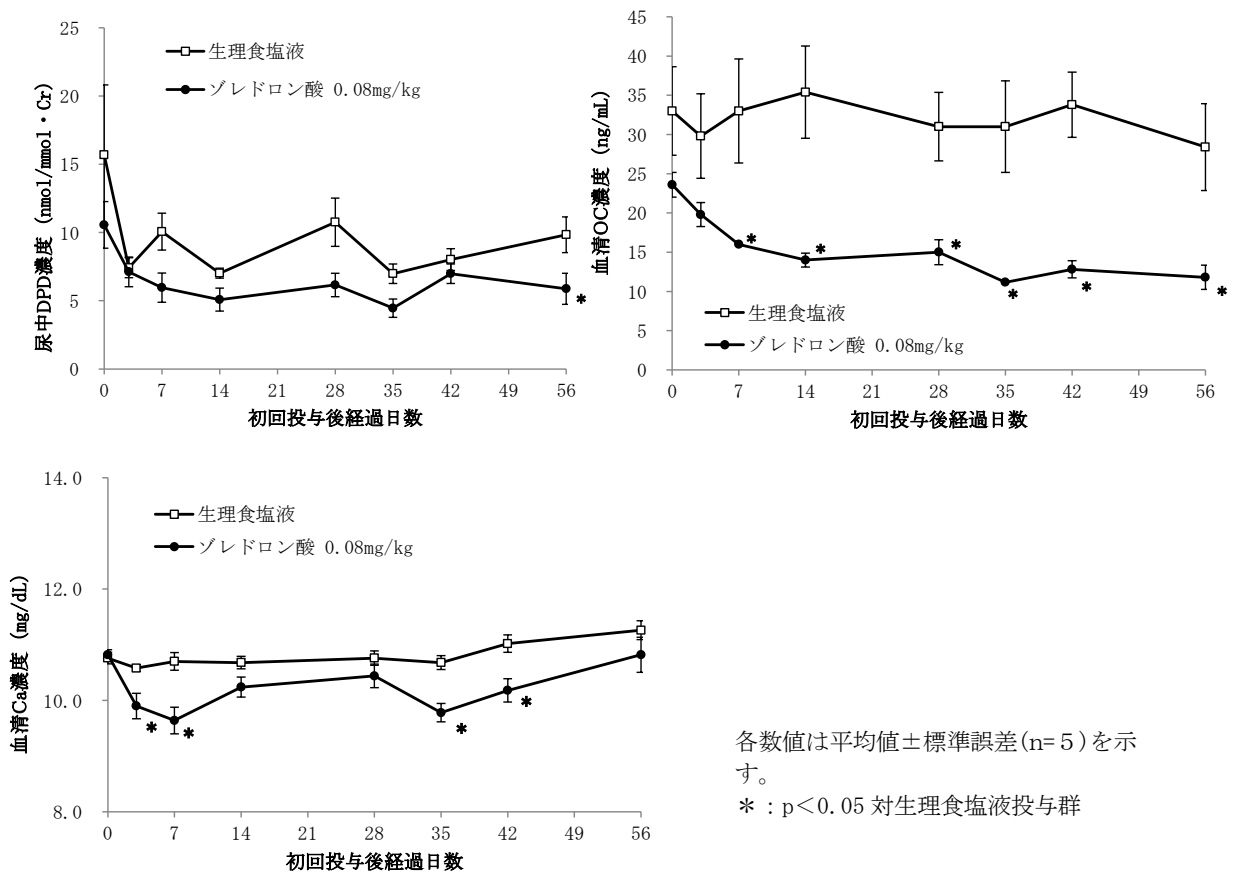 25
20
15
10
5
0
尿中DPD濃度 (nmol/mmol・Cr)
生理食塩液
ゾレドロン酸 0.08mg/kg
0 7 14 21 28 35 42 49 56
*
初回投与後経過日数
45
40
35
30
25
20
15
10
5
0
血清OC濃度 (ng/mL)
* * * * * *
生理食塩液
ゾレドロン酸 0.08mg/kg
0 7 14 21 28 35 42 49 56
初回投与後経過日数
14.0
12.0
10.0
8.0
血清Ca濃度 (mg/dL)
生理食塩液
ゾレドロン酸 0.08mg/kg
* * * *
0 7 14 21 28 35 42 49 56
初回投与後経過日数
各数値は平均値±標準誤差(n=５)を示
す。
＊：p＜0.05 対生理食塩液投与群